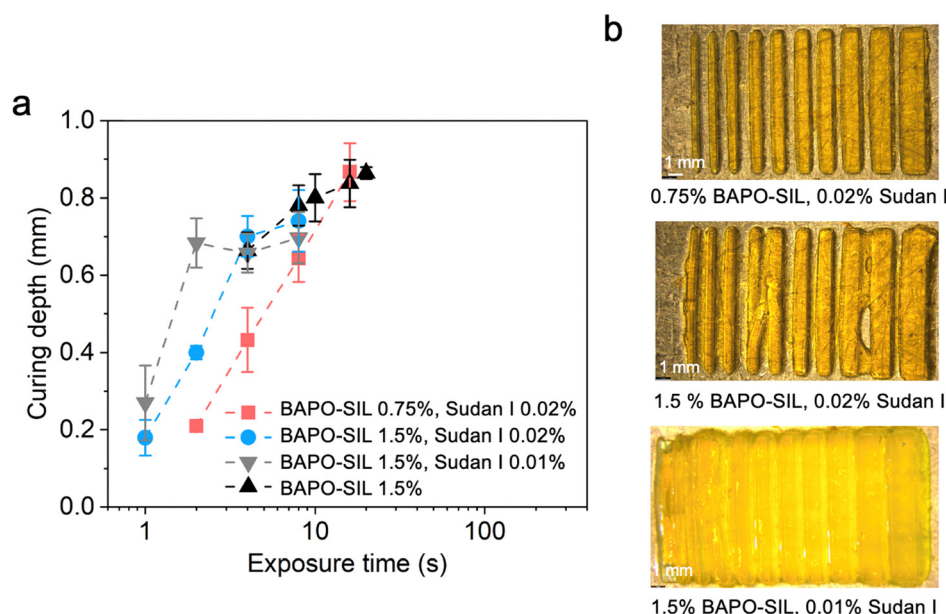 a
1.0
0.8
0.6
0.4
0.2
0.0
Curing depth (mm)
BAPO-SIL 0.75%, Sudan I 0.02%
BAPO-SIL 1.5%, Sudan I 0.02%
BAPO-SIL 1.5%, Sudan I 0.01%
BAPO-SIL 1.5%
1 10 100
Exposure time (s)
b
1 mm
0.75% BAPO-SIL, 0.02% Sudan I
1 mm
1.5 % BAPO-SIL, 0.02% Sudan I
1 mm
1.5% BAPO-SIL, 0.01% Sudan I